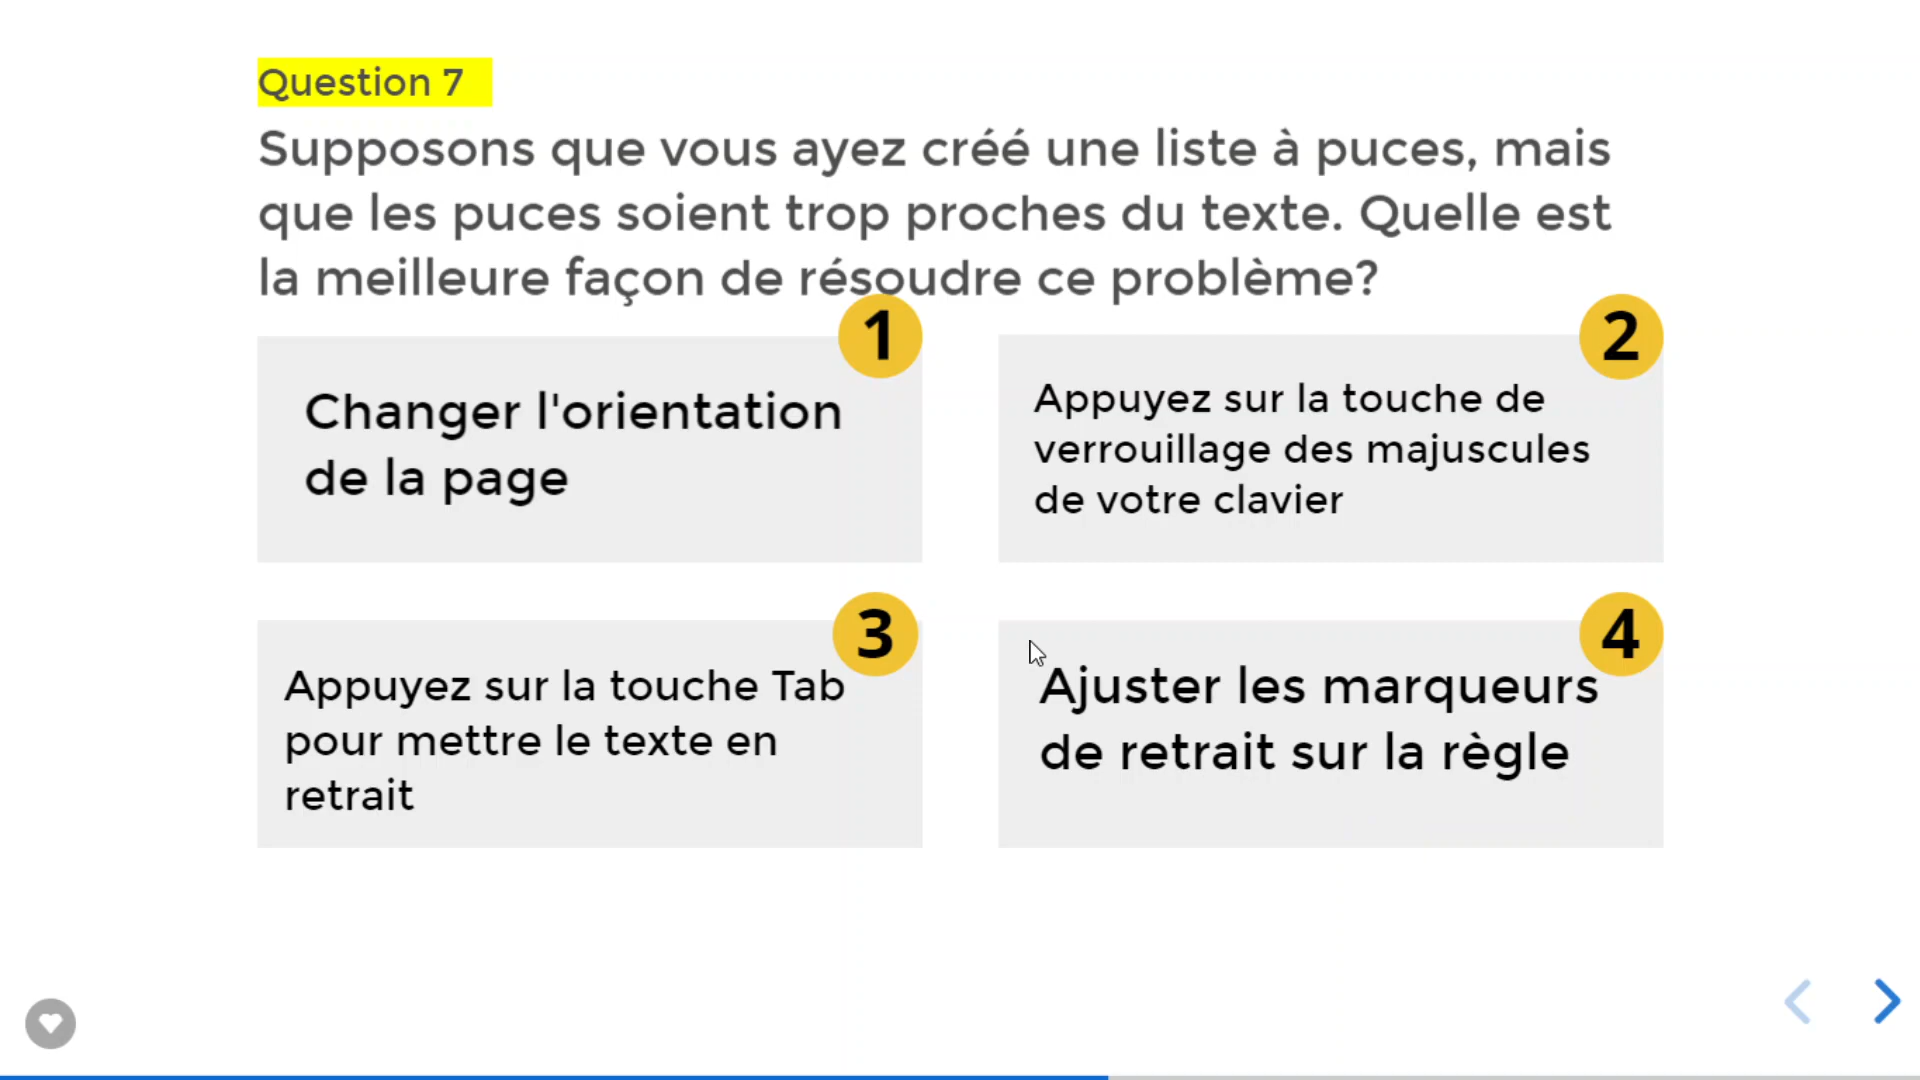 Question 7
Supposons que vous ayez créé une liste à puces, mais
que les puces soient trop proches du texte. Quelle est
la meilleure façon de résoudre ce problème?
1
Changer l'orientation
de la page
2
Appuyez sur la touche de
verrouillage des majuscules
de votre clavier
3
Appuyez sur la touche Tab
pour mettre le texte en
retrait
4
Ajuster les marqueurs
de retrait sur la règle